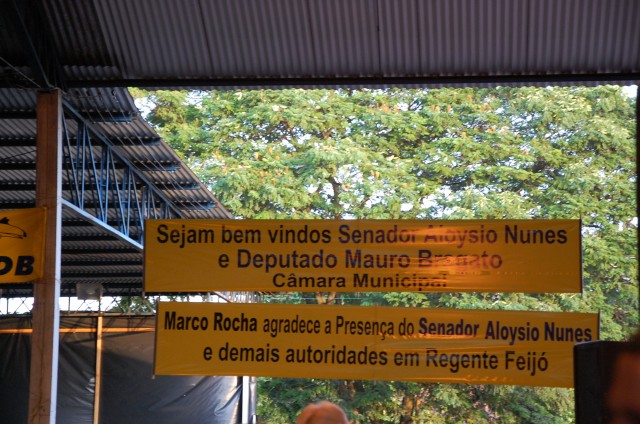 Sejam bem vindos Senador Aloysio Nunes
e Deputado Mauro Bragato
Câmara Municipal
Marco Rocha agradece a Presença do Senador Aloysio Nunes
e demais autoridades em Regente Feijó
DB